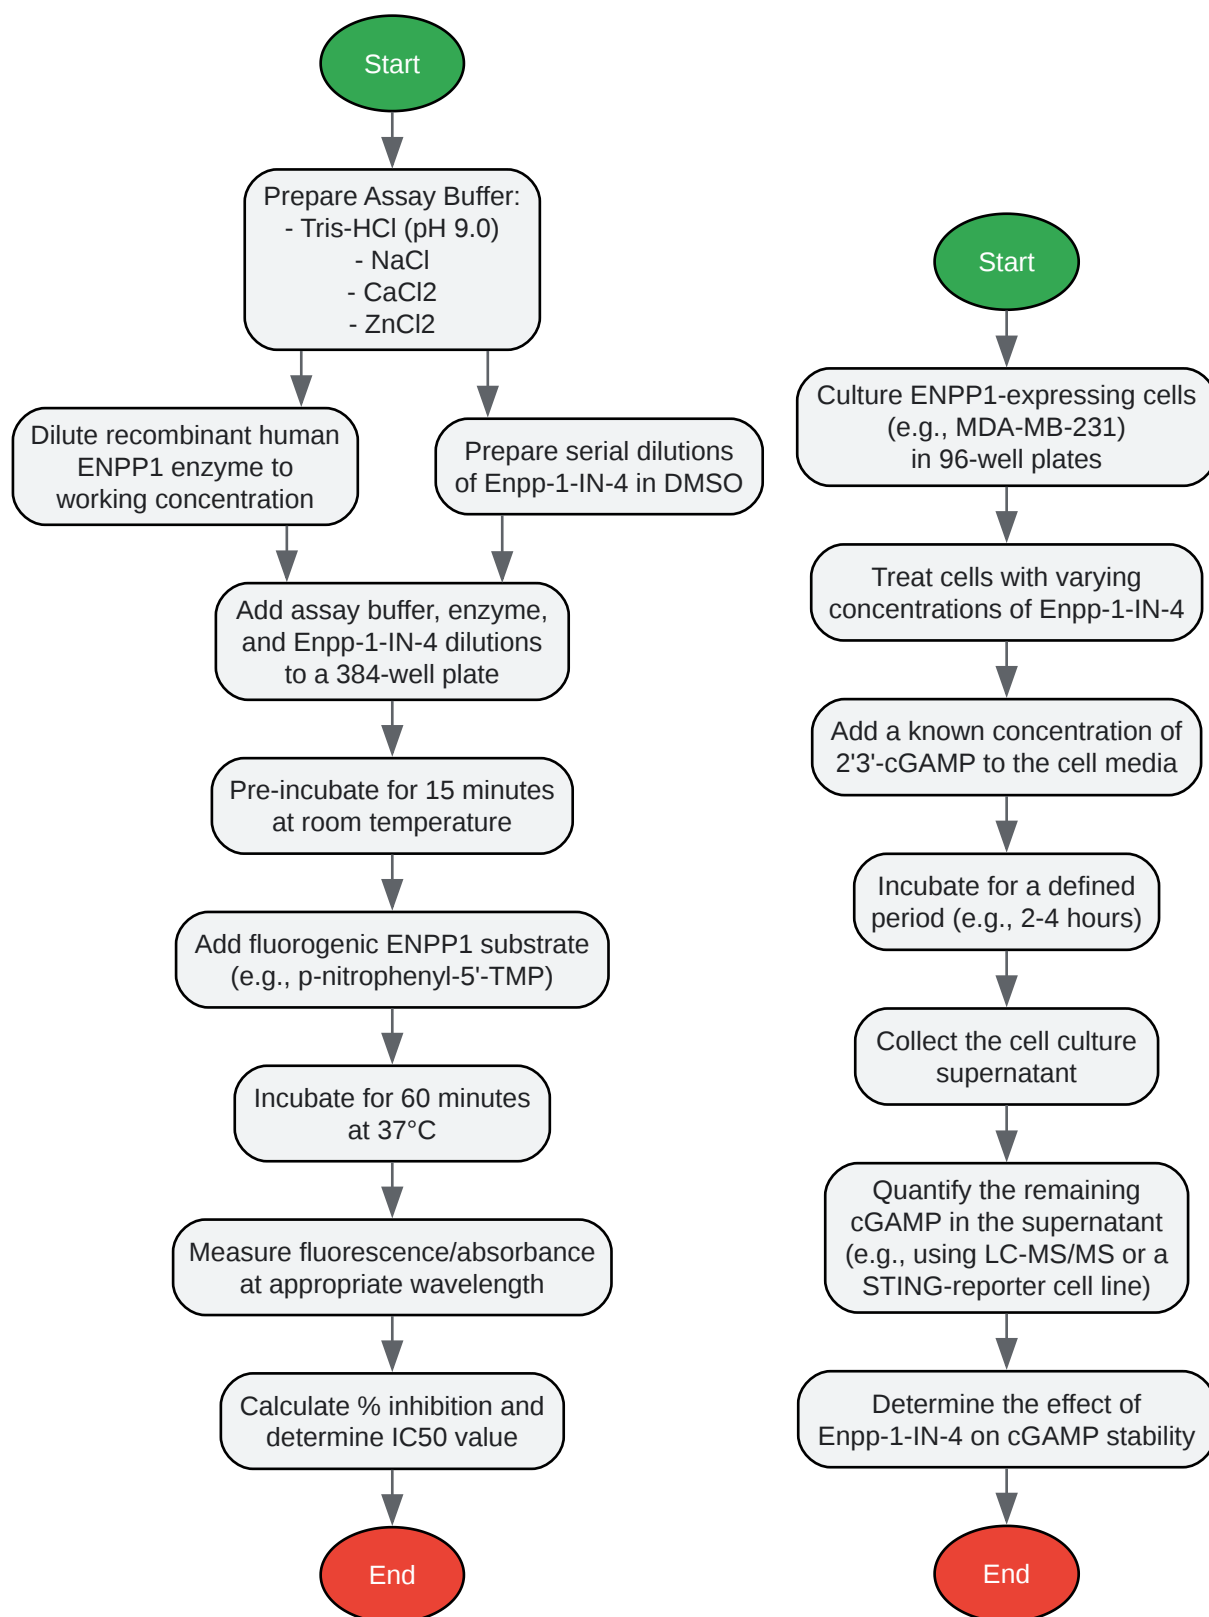 Start
Prepare Assay Buffer:
- Tris-HCl (pH 9.0)
- NaCl
- CaCl2
- ZnCl2
Dilute recombinant human
ENPP1 enzyme to
working concentration
Prepare serial dilutions
of Enpp-1-IN-4 in DMSO
Add assay buffer, enzyme,
and Enpp-1-IN-4 dilutions
to a 384-well plate
Pre-incubate for 15 minutes
at room temperature
Add fluorogenic ENPP1 substrate
(e.g., p-nitrophenyl-5'-TMP)
Incubate for 60 minutes
at 37°C
Measure fluorescence/absorbance
at appropriate wavelength
Calculate % inhibition and
determine IC50 value
End
Start
Culture ENPP1-expressing cells
(e.g., MDA-MB-231)
in 96-well plates
Treat cells with varying
concentrations of Enpp-1-IN-4
Add a known concentration of
2'3'-cGAMP to the cell media
Incubate for a defined
period (e.g., 2-4 hours)
Collect the cell culture
supernatant
Quantify the remaining
cGAMP in the supernatant
(e.g., using LC-MS/MS or a
STING-reporter cell line)
Determine the effect of
Enpp-1-IN-4 on cGAMP stability
End